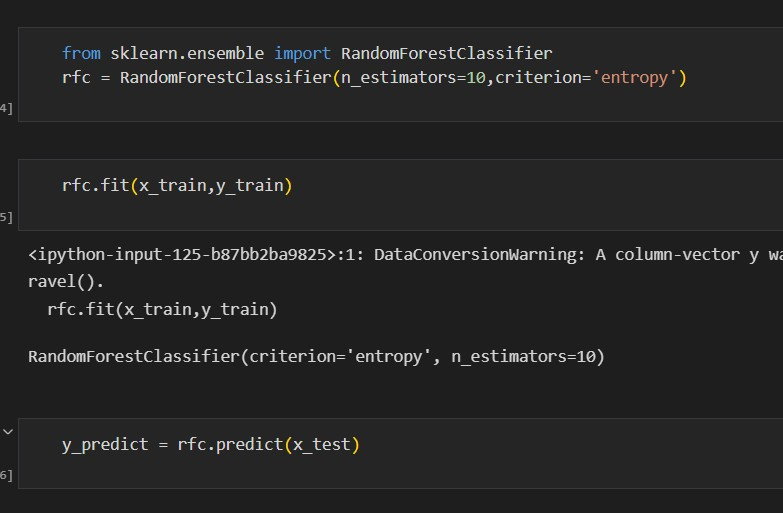 from sklearn.ensemble import RandomForestClassifier
rfc = RandomForestClassifier(n_estimators=10,criterion='entropy')
4]
rfc.fit(x_train,y_train)
5]
<ipython-input-125-b87bb2ba9825>:1: DataConversionWarning: A column-vector y wa
ravel().
rfc.fit(x_train,y_train)
RandomForestClassifier(criterion='entropy', n_estimators=10)
y_predict = rfc.predict(x_test)
6]